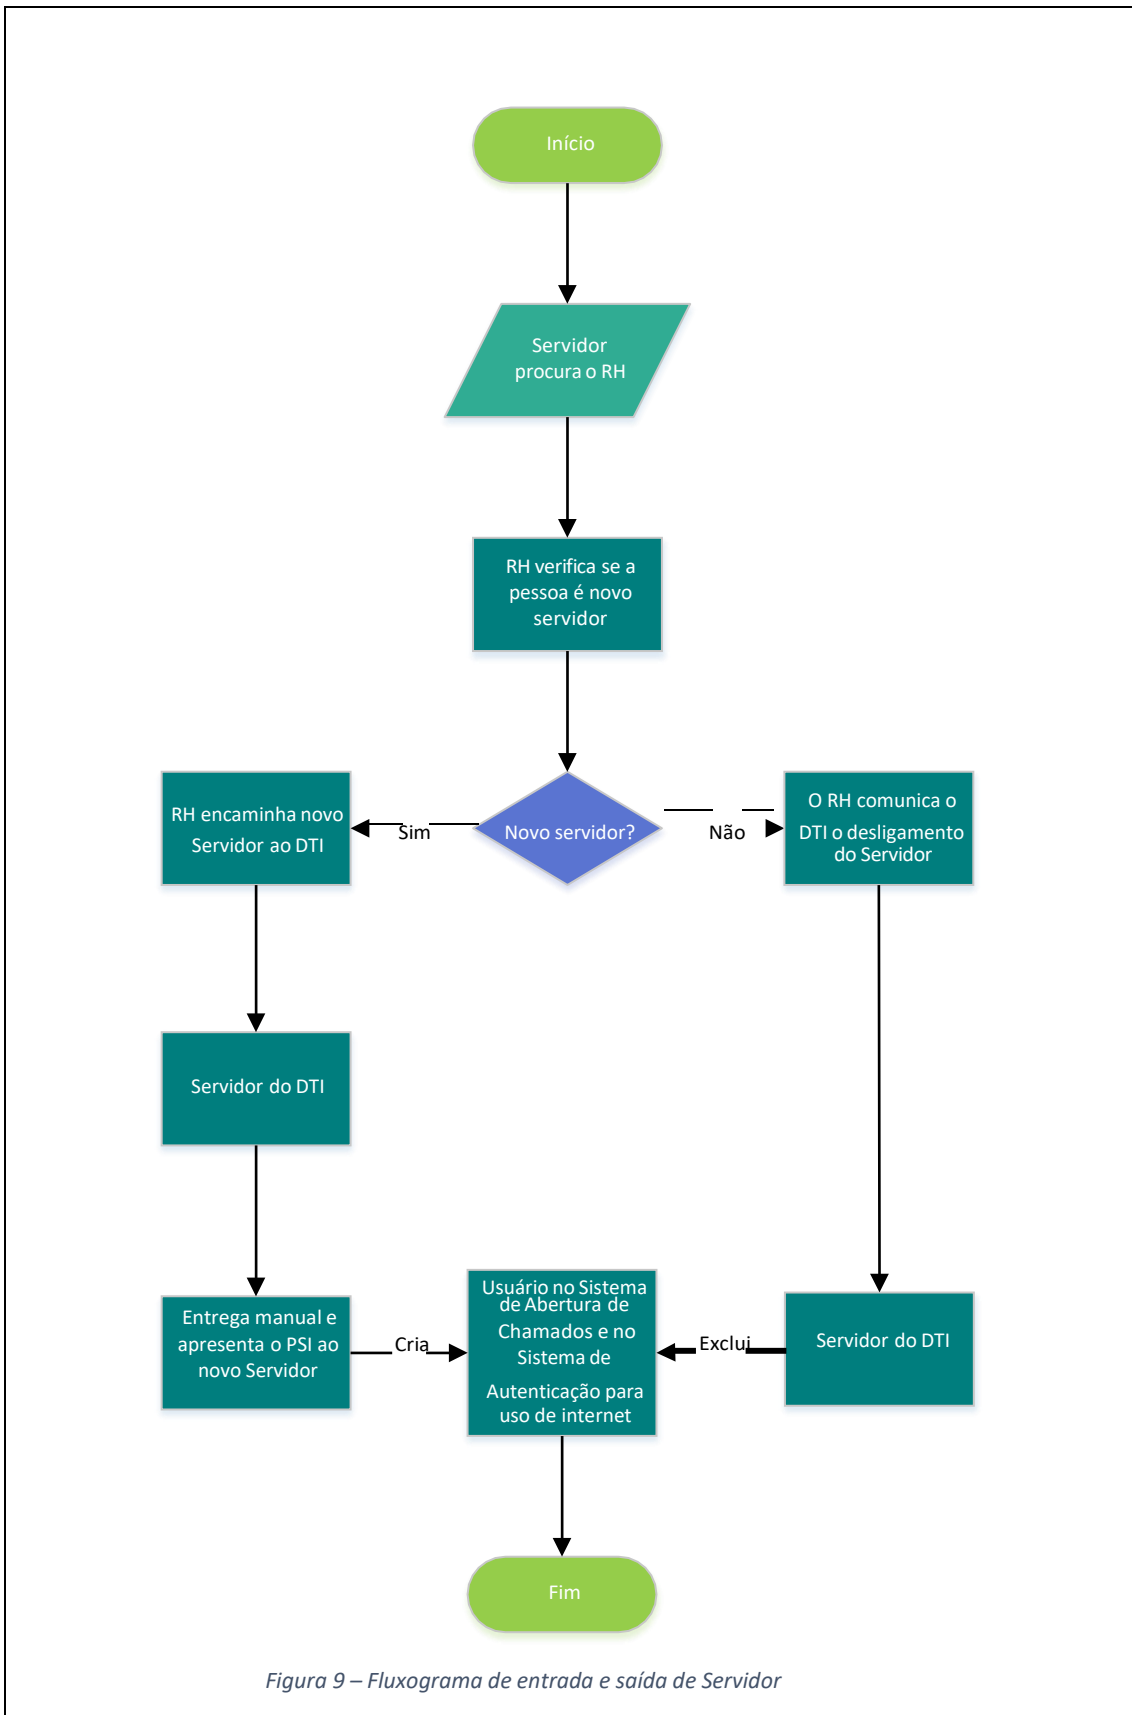 Início
Servidor
procura o RH
RH verifica se a
pessoa é novo
servidor
RH encaminha novo
Servidor ao DTI
Sim
Novo servidor?
Não
O RH comunica o
DTI o desligamento
do Servidor
Servidor do DTI
Entrega manual e
apresenta o PSI ao
novo Servidor
Cria
Usuário no Sistema
de Abertura de
Chamados e no
Sistema de
Autenticação para
uso de internet
Exclui
Servidor do DTI
Fim
Figura 9 – Fluxograma de entrada e saída de Servidor